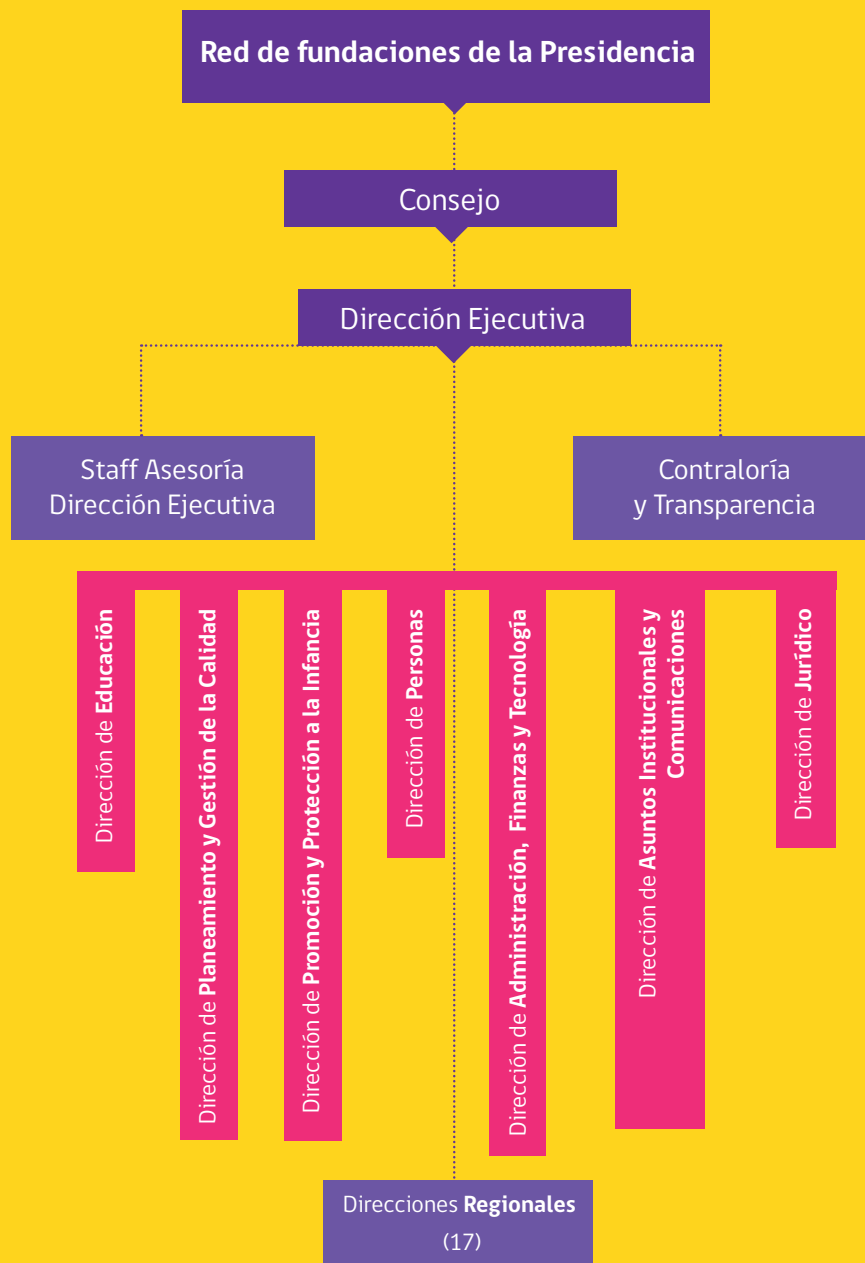 Red de fundaciones de la Presidencia
Consejo
Dirección Ejecutiva
Staff Asesoría
Dirección Ejecutiva
Contraloría
y Transparencia
Dirección de Educación
Dirección de Planeamiento y Gestión de la Calidad
Dirección de Promoción y Protección a la Infancia
Dirección de Personas
Dirección de Administración, Finanzas y Tecnología
Dirección de Asuntos Institucionales y
Comunicaciones
Dirección de Jurídico
Direcciones Regionales
(17)